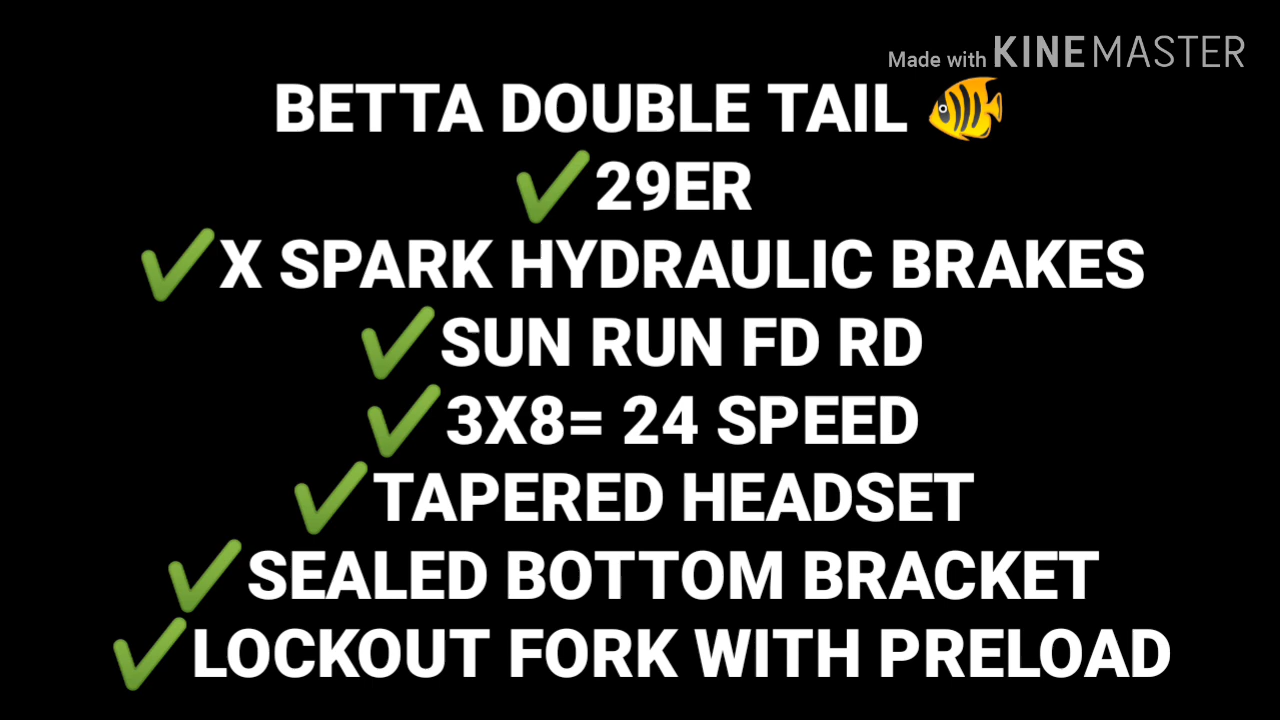 Made with KINEMASTER
BETTA DOUBLE TAIL 🐠
✔29ER
✔X SPARK HYDRAULIC BRAKES
✔SUN RUN FD RD
✔3X8= 24 SPEED
✔TAPERED HEADSET
✔SEALED BOTTOM BRACKET
✔LOCKOUT FORK WITH PRELOAD